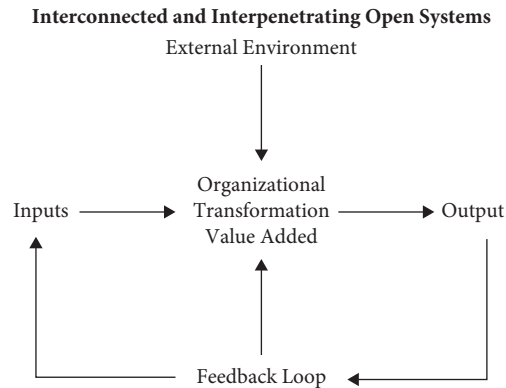 Interconnected and Interpenetrating Open Systems
External Environment
Organizational
Inputs
Transformation
Output
Value Added
Feedback Loop